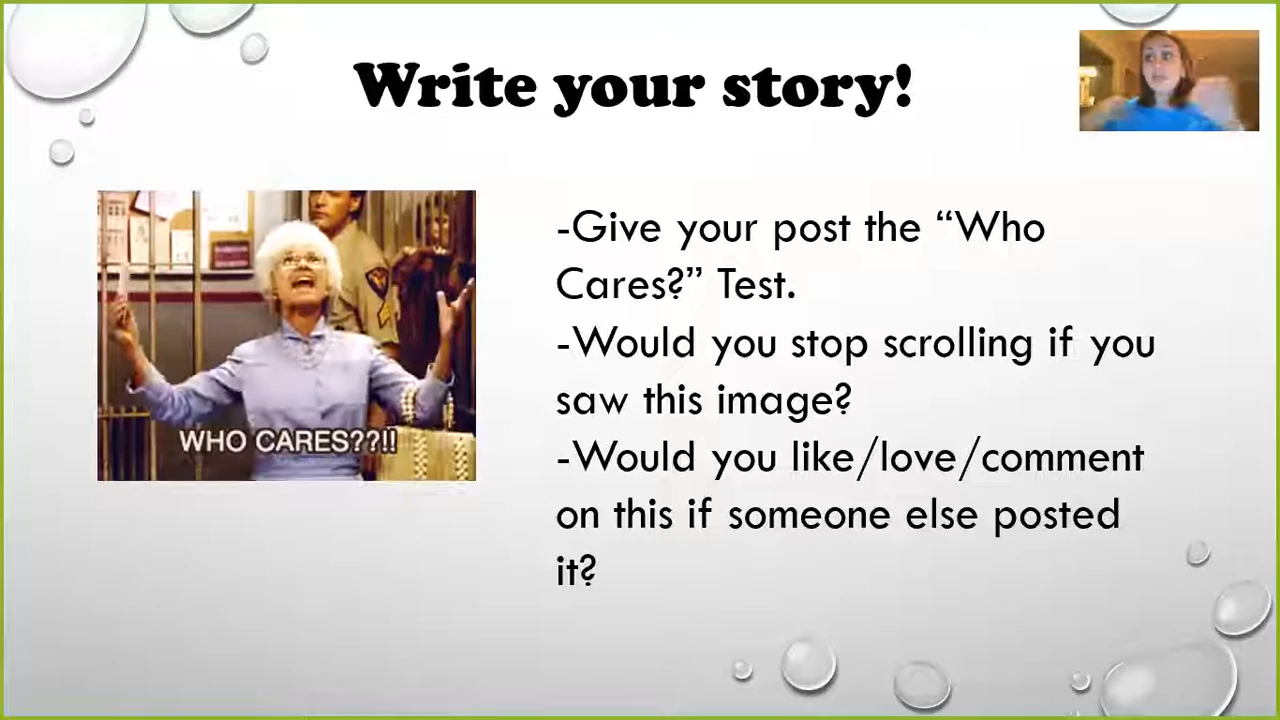 Write your story!
WHO CARES??!!
-Give your post the “Who
Cares?” Test.
-Would you stop scrolling if you
saw this image?
-Would you like/love/comment
on this if someone else posted
it?